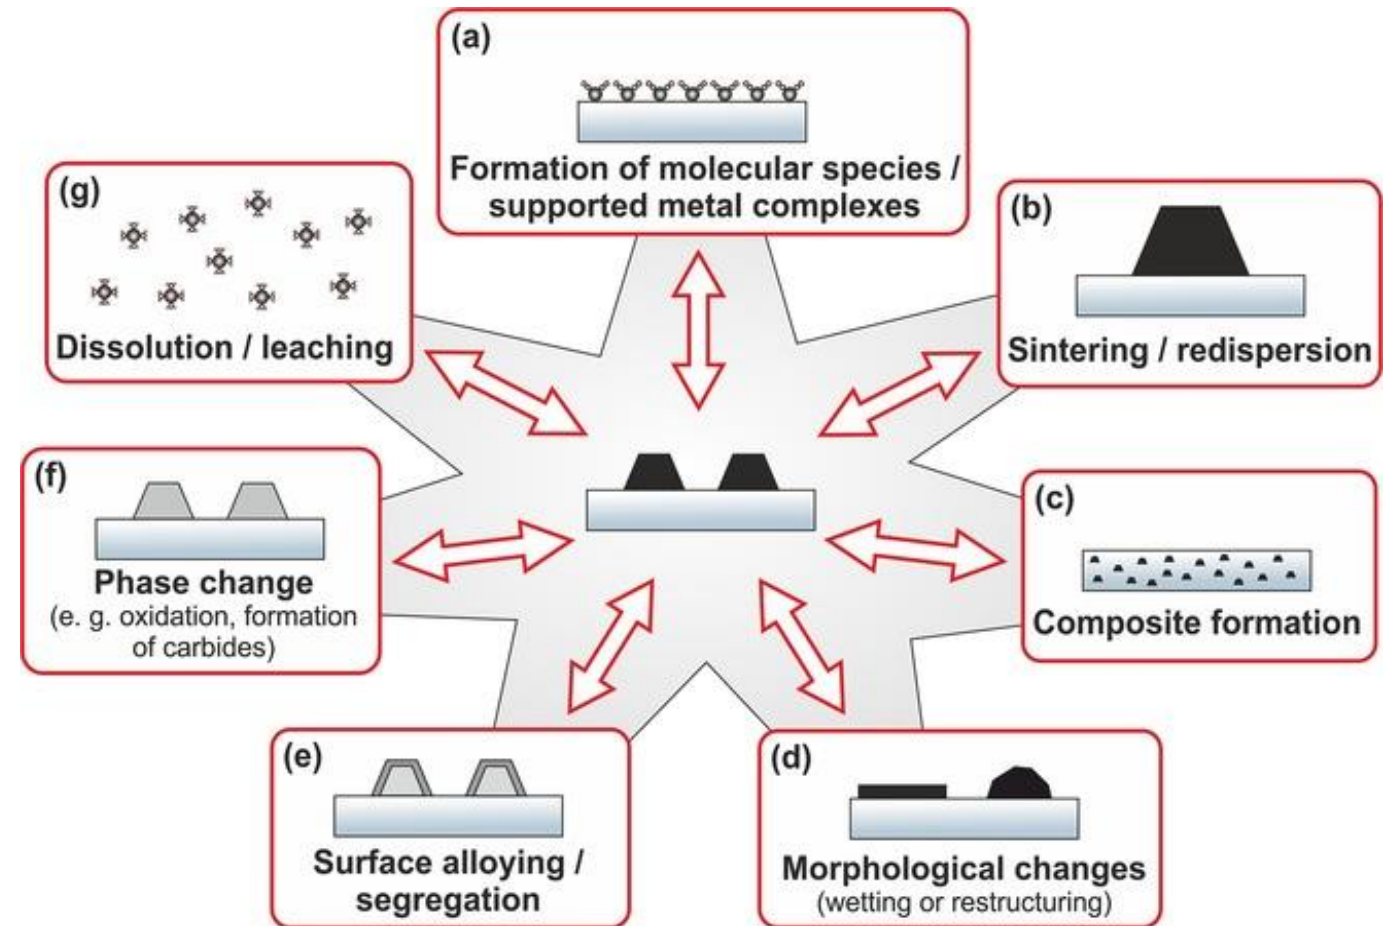 (a)
Formation of molecular species /
supported metal complexes
(b)
Sintering / redispersion
(c)
Composite formation
(d)
Morphological changes
(wetting or restructuring)
(e)
Surface alloying /
segregation
(f)
Phase change
(e. g. oxidation, formation
of carbides)
(g)
Dissolution / leaching